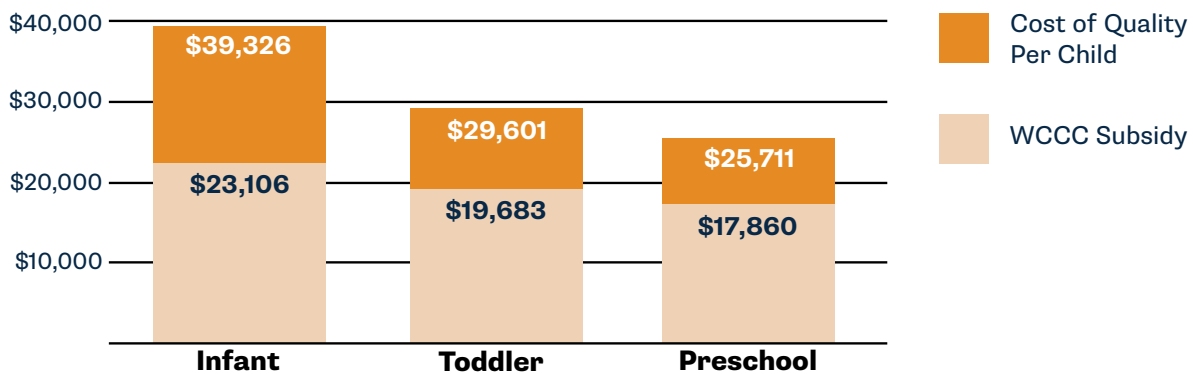 $40,000
$30,000
$20,000
$10,000
$39,326
$23,106
$29,601
$19,683
$25,711
$17,860
Infant
Toddler
Preschool
Cost of Quality
Per Child
WCCC Subsidy